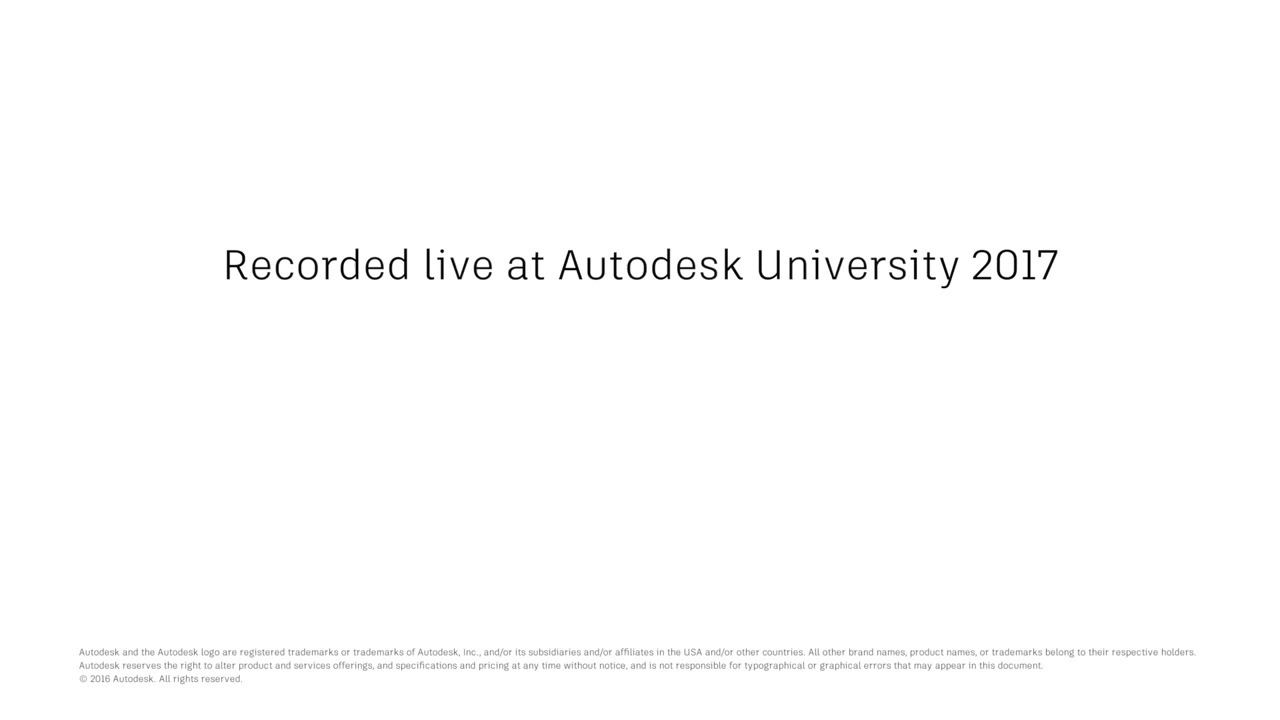 Recorded live at Autodesk University 2017
Autodesk and the Autodesk logo are registered trademarks or trademarks of Autodesk, Inc., and/or its subsidiaries and/or affiliates in the USA and/or other countries. All other brand names, product names, or trademarks belong to their respective holders.
Autodesk reserves the right to alter product and services offerings, and specifications and pricing at any time without notice, and is not responsible for typographical or graphical errors that may appear in this document.
© 2016 Autodesk. All rights reserved.